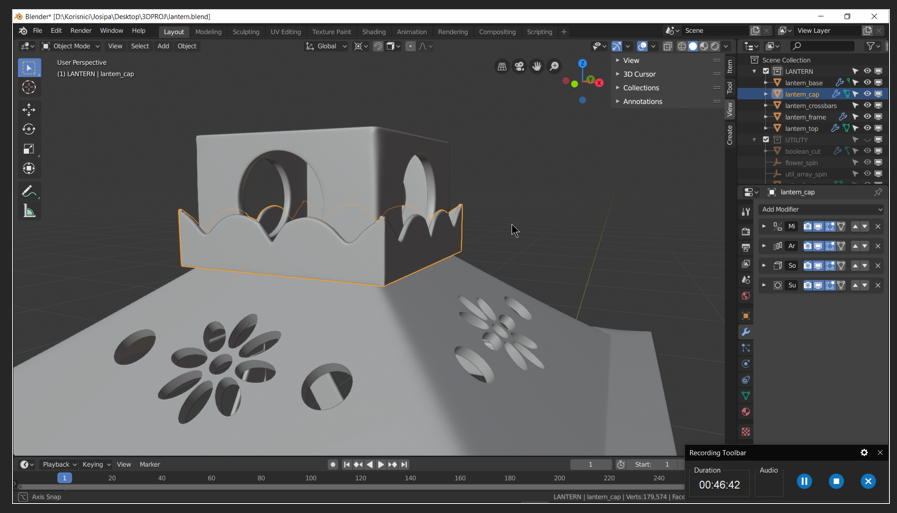 Blender* [D:\Korisnici\Josipa\Desktop\3DPROJ\lantern.blend]
File Edit Render Window Help Layout Modeling Sculpting UV Editing Texture Paint Shading Animation Rendering Compositing Scripting + Scene View Layer
Object Mode View Select Add Object Global
User Perspective
(1) LANTERN | lantern_cap
Z
Y
X
View
3D Cursor
Collections
Annotations
Item
Tool
View
Create
Scene Collection
LANTERN
lantern_base
lantern_cap
lantern_crossbars
lantern_frame
lantern_top
UTILITY
boolean_cut
flower_spin
util_array_spin
lantern_cap
Add Modifier
Mi
Ar
So
Su
Playback Keying View Marker 1 Start: 1
1 20 40 60 80 100 120 140 160 180 200 220 240
Axis Snap LANTERN | lantern_cap | Verts:179,574 | Face
Recording Toolbar
Duration Audio
00:46:42